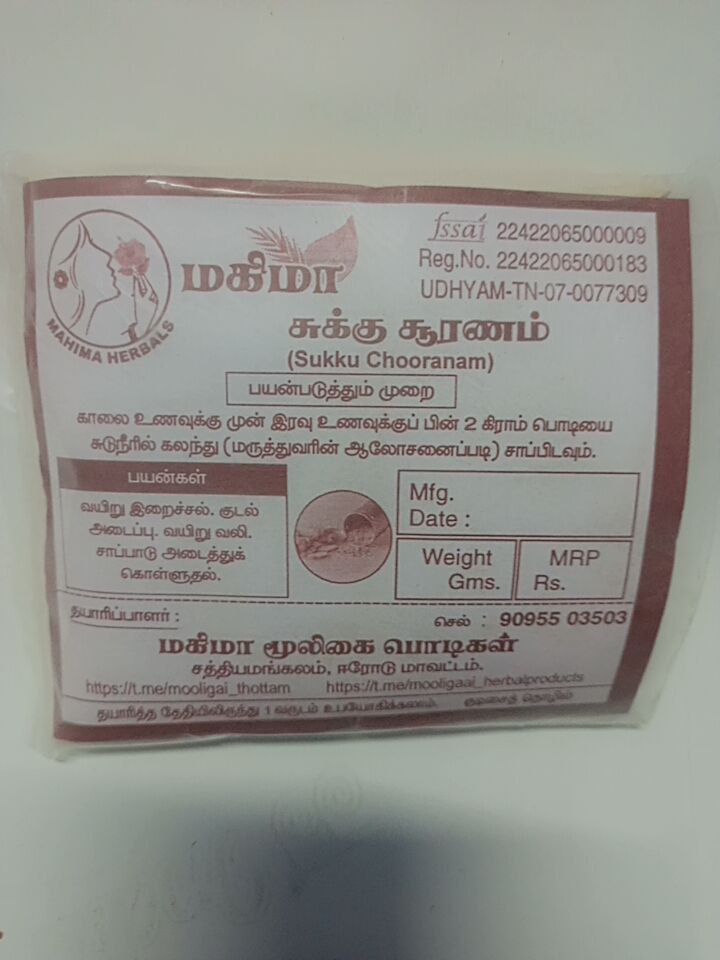 மகிமா
MAHIMA HERBALS
fssai 22422065000009
Reg.No. 22422065000183
UDHYAM-TN-07-0077309
சுக்கு சூரணம்
(Sukku Chooranam)
பயன்படுத்தும் முறை
காலை உணவுக்கு முன் இரவு உணவுக்குப் பின் 2 கிராம் பொடியை
சுடுநீரில் கலந்து (மருத்துவரின் ஆலோசனைப்படி) சாப்பிடவும்.
பயன்கள்
வயிறு இறைச்சல். குடல்
அடைப்பு. வயிறு வலி.
சாப்பாடு அடைத்துக்
கொள்ளுதல்.
Mfg.
Date :
Weight
Gms.
MRP
Rs.
தயாரிப்பாளர் :
செல் : 90955 03503
மகிமா மூலிகை பொடிகள்
சத்தியமங்கலம், ஈரோடு மாவட்டம்.
https://t.me/mooligai_thottam https://t.me/mooligaai_herbalproducts
தயாரித்த தேதியிலிருந்து 1 வருடம் உபயோகிக்கலாம். குடிசைத் தொழில்